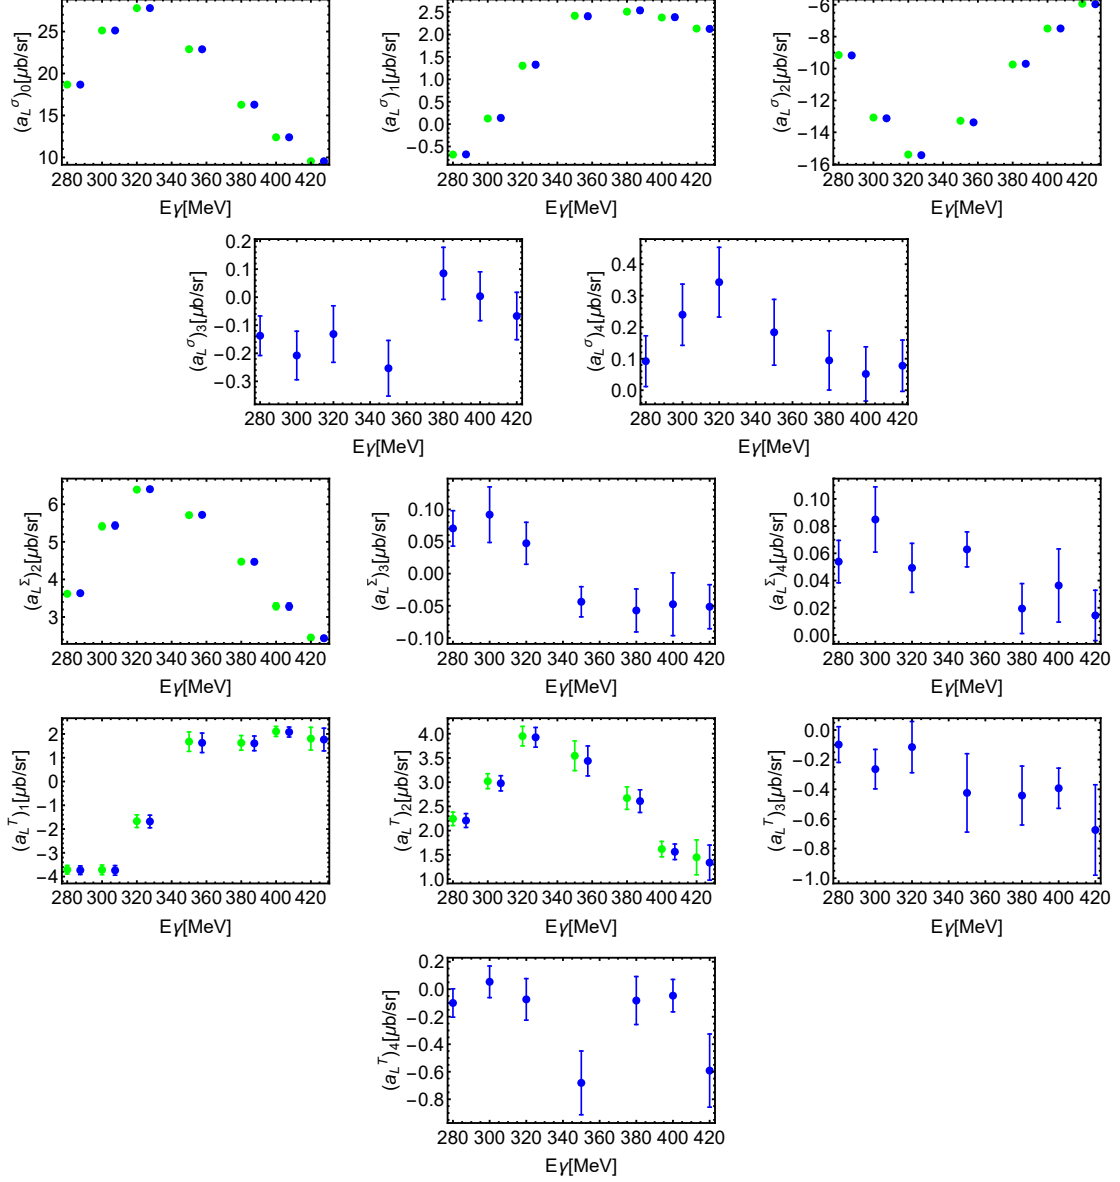 (a_L^σ)_0[μb/sr]
25
20
15
10
280 300 320 340 360 380 400 420
Eγ[MeV]
(a_L^σ)_1[μb/sr]
2.5
2.0
1.5
1.0
0.5
0.0
−0.5
280 300 320 340 360 380 400 420
Eγ[MeV]
(a_L^σ)_2[μb/sr]
−6
−8
−10
−12
−14
−16
280 300 320 340 360 380 400 420
Eγ[MeV]
(a_L^σ)_3[μb/sr]
0.2
0.1
0.0
−0.1
−0.2
−0.3
280 300 320 340 360 380 400 420
Eγ[MeV]
(a_L^σ)_4[μb/sr]
0.4
0.3
0.2
0.1
0.0
280 300 320 340 360 380 400 420
Eγ[MeV]
(a_L^Σ)_2[μb/sr]
6
5
4
3
280 300 320 340 360 380 400 420
Eγ[MeV]
(a_L^Σ)_3[μb/sr]
0.10
0.05
0.00
−0.05
−0.10
280 300 320 340 360 380 400 420
Eγ[MeV]
(a_L^Σ)_4[μb/sr]
0.10
0.08
0.06
0.04
0.02
0.00
280 300 320 340 360 380 400 420
Eγ[MeV]
(a_L^T)_1[μb/sr]
2
1
0
−1
−2
−3
−4
280 300 320 340 360 380 400 420
Eγ[MeV]
(a_L^T)_2[μb/sr]
4.0
3.5
3.0
2.5
2.0
1.5
1.0
280 300 320 340 360 380 400 420
Eγ[MeV]
(a_L^T)_3[μb/sr]
0.0
−0.2
−0.4
−0.6
−0.8
−1.0
280 300 320 340 360 380 400 420
Eγ[MeV]
(a_L^T)_4[μb/sr]
0.2
0.0
−0.2
−0.4
−0.6
−0.8
280 300 320 340 360 380 400 420
Eγ[MeV]